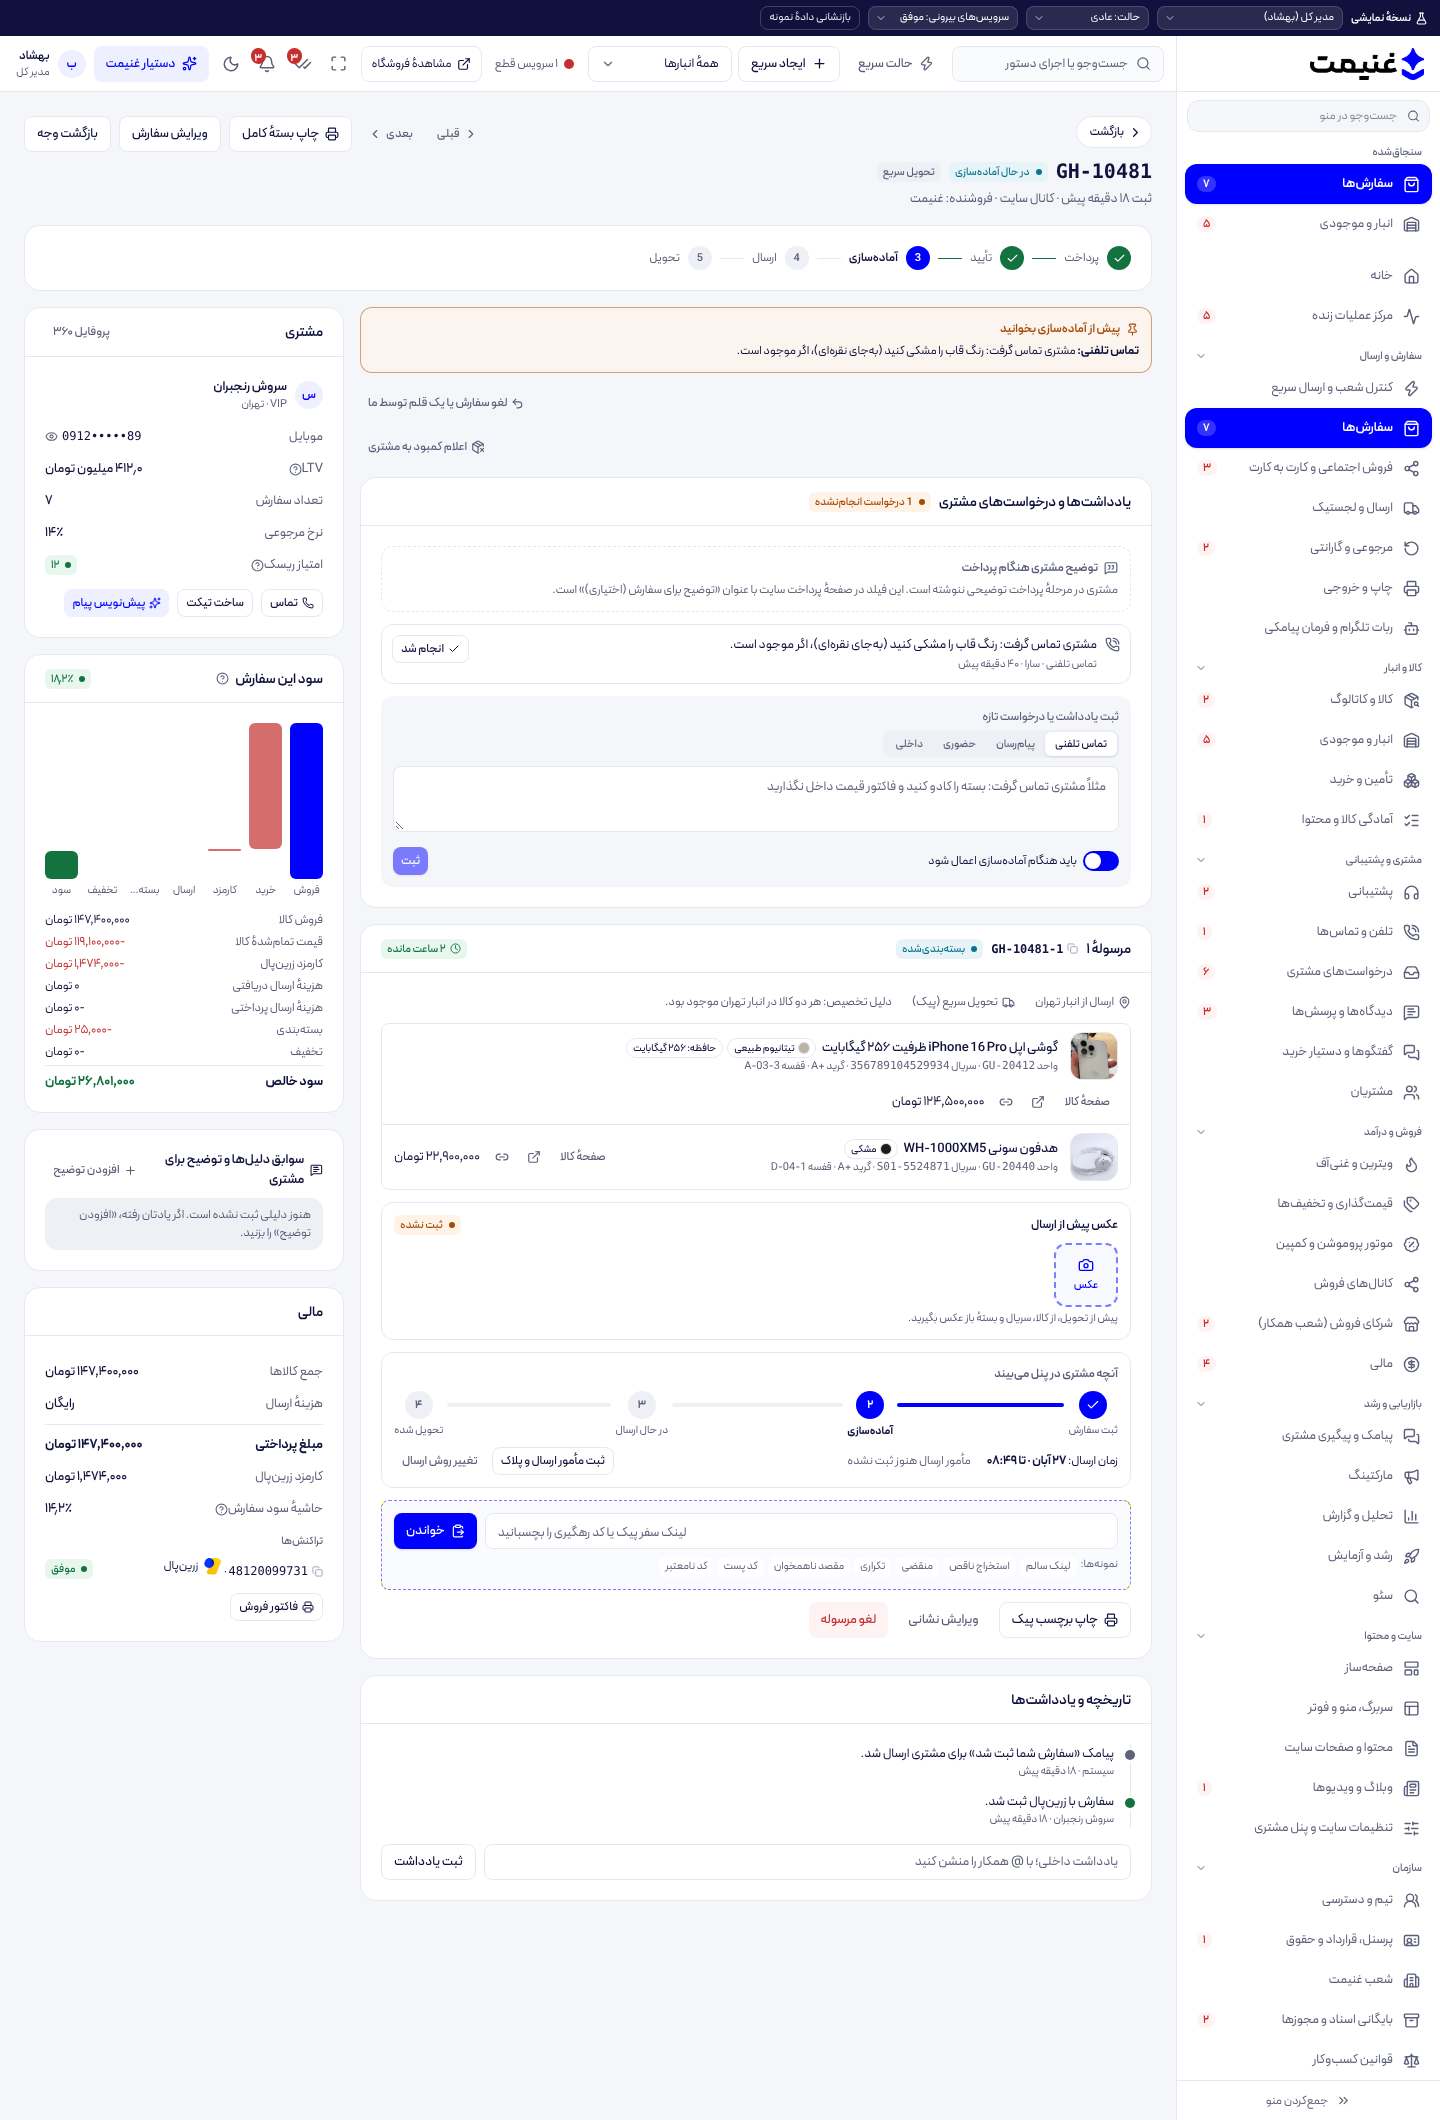 نسخهٔ نمایشی
مدیر کل (بهشاد)
حالت: عادی
سرویس‌های بیرونی: موفق
بازنشانی دادهٔ نمونه
غنیمت
جست‌وجو یا اجرای دستور
حالت سریع
ایجاد سریع
همهٔ انبارها
۱ سرویس قطع
مشاهدهٔ فروشگاه
۳
۳
دستیار غنیمت
ب
بهشاد
مدیر کل
جست‌وجو در منو
سنجاق‌شده
سفارش‌ها ۷
انبار و موجودی ۵
خانه
مرکز عملیات زنده ۵
سفارش و ارسال
کنترل شعب و ارسال سریع
سفارش‌ها ۷
فروش اجتماعی و کارت به کارت ۳
ارسال و لجستیک
مرجوعی و گارانتی ۲
چاپ و خروجی
ربات تلگرام و فرمان پیامکی
کالا و انبار
کالا و کاتالوگ ۲
انبار و موجودی ۵
تأمین و خرید
آمادگی کالا و محتوا ۱
مشتری و پشتیبانی
پشتیبانی ۲
تلفن و تماس‌ها ۱
درخواست‌های مشتری ۶
دیدگاه‌ها و پرسش‌ها ۳
گفتگوها و دستیار خرید
مشتریان
فروش و درآمد
ویترین و غنی‌آف
قیمت‌گذاری و تخفیف‌ها
موتور پروموشن و کمپین
کانال‌های فروش
شرکای فروش (شعب همکار) ۲
مالی ۴
بازاریابی و رشد
پیامک و پیگیری مشتری
مارکتینگ
تحلیل و گزارش
رشد و آزمایش
سئو
سایت و محتوا
صفحه‌ساز
سربرگ، منو و فوتر
محتوا و صفحات سایت
وبلاگ و ویدیوها ۱
تنظیمات سایت و پنل مشتری
سازمان
تیم و دسترسی
پرسنل، قرارداد و حقوق ۱
شعب غنیمت
بایگانی اسناد و مجوزها ۲
قوانین کسب‌وکار
جمع‌کردن منو
بازگشت
قبلی
بعدی
چاپ بستهٔ کامل
ویرایش سفارش
بازگشت وجه
GH-10481
در حال آماده‌سازی
تحویل سریع
ثبت ۱۸ دقیقه پیش · کانال سایت · فروشنده: غنیمت
پرداخت
تأیید
3 آماده‌سازی
4 ارسال
5 تحویل
پیش از آماده‌سازی بخوانید
تماس تلفنی: مشتری تماس گرفت: رنگ قاب را مشکی کنید (به‌جای نقره‌ای)، اگر موجود است.
لغو سفارش یا یک قلم توسط ما
اعلام کمبود به مشتری
یادداشت‌ها و درخواست‌های مشتری
1 درخواست انجام‌نشده
توضیح مشتری هنگام پرداخت
مشتری در مرحلهٔ پرداخت توضیحی ننوشته است. این فیلد در صفحهٔ پرداخت سایت با عنوان «توضیح برای سفارش (اختیاری)» است.
مشتری تماس گرفت: رنگ قاب را مشکی کنید (به‌جای نقره‌ای)، اگر موجود است.
تماس تلفنی · سارا · ۴۰ دقیقه پیش
انجام شد
ثبت یادداشت یا درخواست تازه
تماس تلفنی
پیام‌رسان
حضوری
داخلی
مثلاً مشتری تماس گرفت: بسته را کادو کنید و فاکتور قیمت داخل نگذارید
باید هنگام آماده‌سازی اعمال شود
ثبت
مرسولهٔ ۱
GH-10481-1
بسته‌بندی‌شده
۲ ساعت مانده
ارسال از انبار تهران
تحویل سریع (پیک)
دلیل تخصیص: هر دو کالا در انبار تهران موجود بود.
گوشی اپل iPhone 16 Pro ظرفیت ۲۵۶ گیگابایت
تیتانیوم طبیعی
حافظه: ۲۵۶ گیگابایت
واحد GU-20412 · سریال 356789104529934 · گرید A+ · قفسه A-03-3
صفحهٔ کالا
۱۲۴,۵۰۰,۰۰۰ تومان
هدفون سونی WH-1000XM5
مشکی
واحد GU-20440 · سریال S01-5524871 · گرید A+ · قفسه D-04-1
صفحهٔ کالا
۲۲,۹۰۰,۰۰۰ تومان
عکس پیش از ارسال
ثبت نشده
عکس
پیش از تحویل، از کالا، سریال و بستهٔ باز عکس بگیرید.
آنچه مشتری در پنل می‌بیند
ثبت سفارش
۲ آماده‌سازی
۳ در حال ارسال
۴ تحویل شده
زمان ارسال: ۲۷ آبان · تا ۰۸:۴۹
مأمور ارسال هنوز ثبت نشده
ثبت مأمور ارسال و پلاک
تغییر روش ارسال
لینک سفر پیک یا کد رهگیری را بچسبانید
خواندن
نمونه‌ها:
لینک سالم
استخراج ناقص
منقضی
تکراری
مقصد ناهمخوان
کد پست
کد نامعتبر
چاپ برچسب پیک
ویرایش نشانی
لغو مرسوله
تاریخچه و یادداشت‌ها
پیامک «سفارش شما ثبت شد» برای مشتری ارسال شد.
سیستم · ۱۸ دقیقه پیش
سفارش با زرین‌پال ثبت شد.
سروش رنجبران · ۱۸ دقیقه پیش
یادداشت داخلی؛ با @ همکار را منشن کنید
ثبت یادداشت
مشتری
پروفایل ۳۶۰
س
سروش رنجبران
VIP · تهران
موبایل 0912•••••89
LTV ۴۱۲٫۰ میلیون تومان
تعداد سفارش ۷
نرخ مرجوعی ۱۴٪
امتیاز ریسک ۱۲
تماس
ساخت تیکت
پیش‌نویس پیام
سود این سفارش
۱۸٫۲٪
فروش
خرید
کارمزد
ارسال
بسته...
تخفیف
سود
فروش کالا ۱۴۷,۴۰۰,۰۰۰ تومان
قیمت تمام‌شدهٔ کالا -۱۱۹,۱۰۰,۰۰۰ تومان
کارمزد زرین‌پال -۱,۴۷۴,۰۰۰ تومان
هزینهٔ ارسال دریافتی ۰ تومان
هزینهٔ ارسال پرداختی -۰ تومان
بسته‌بندی -۲۵,۰۰۰ تومان
تخفیف -۰ تومان
سود خالص ۲۶,۸۰۱,۰۰۰ تومان
سوابق دلیل‌ها و توضیح برای مشتری
افزودن توضیح
هنوز دلیلی ثبت نشده است. اگر یادتان رفته، «افزودن
توضیح» را بزنید.
مالی
جمع کالاها ۱۴۷,۴۰۰,۰۰۰ تومان
هزینهٔ ارسال رایگان
مبلغ پرداختی ۱۴۷,۴۰۰,۰۰۰ تومان
کارمزد زرین‌پال ۱,۴۷۴,۰۰۰ تومان
حاشیهٔ سود سفارش ۱۴٫۲٪
تراکنش‌ها
48120099731 · زرین‌پال
موفق
فاکتور فروش